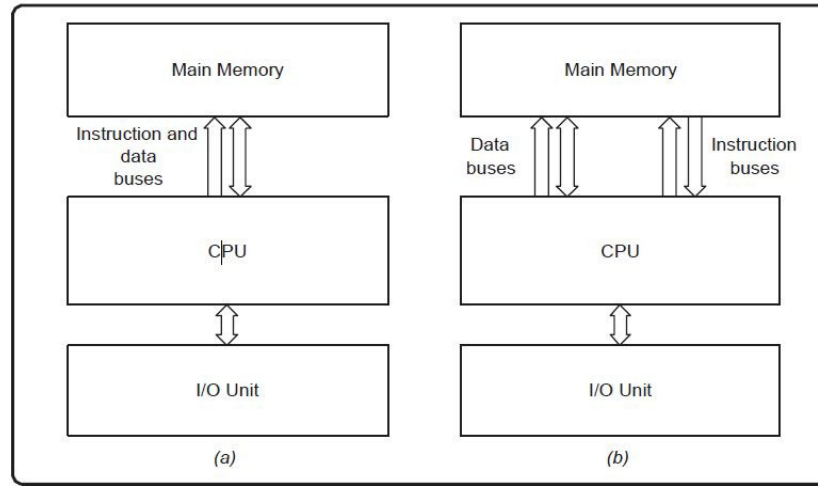 Main Memory
Instruction and
data
buses
CPU
I/O Unit
(a)
Main Memory
Data
buses
Instruction
buses
CPU
I/O Unit
(b)